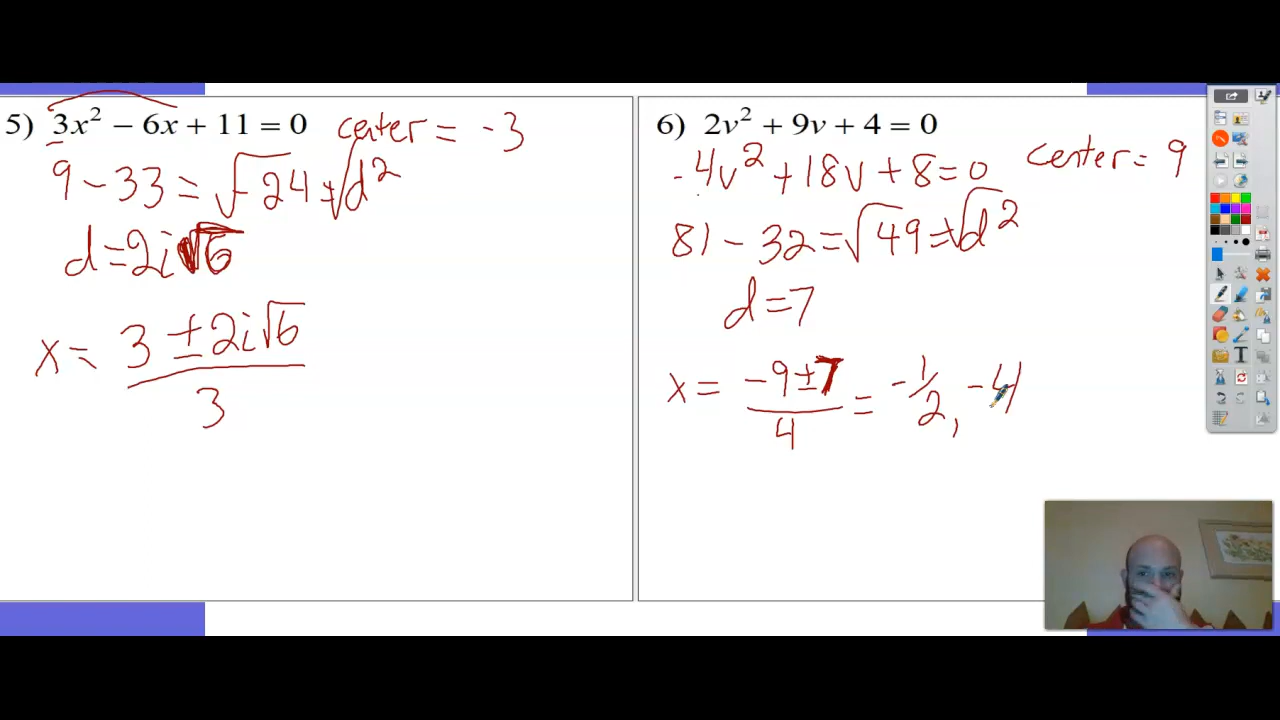 5) 3x² − 6x + 11 = 0 center = -3
9 - 33 = √-24 = √d²
d = 2i√6
x = 3 ± 2i√6
3
6) 2v² + 9v + 4 = 0
-4v² + 18v + 8 = 0 center = 9
81 - 32 = √49 = √d²
d = 7
x = -9 ± 7 = -1/2, -4
4